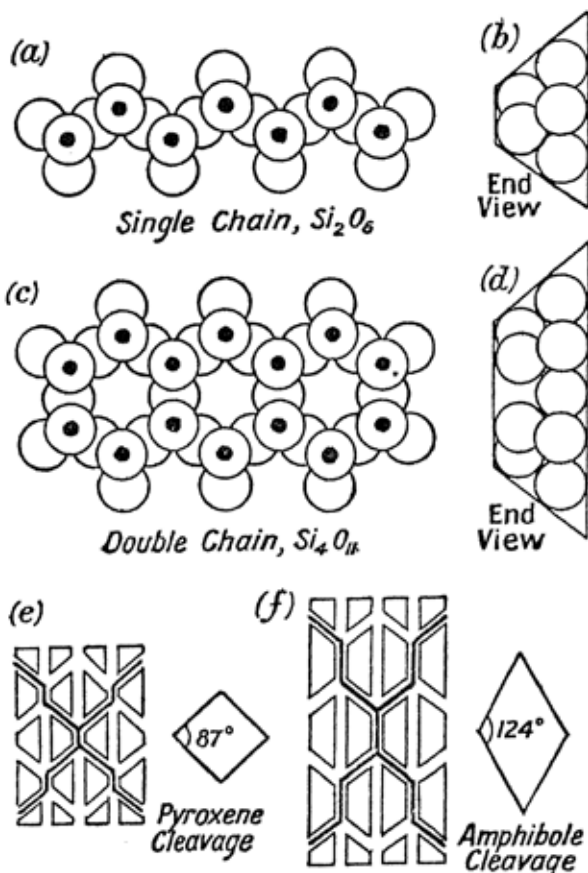 (a)
(b)
End
View
Single Chain, Si₂O₆
(c)
(d)
End
View
Double Chain, Si₄O₁₁
(e)
(f)
87°
124°
Pyroxene
Cleavage
Amphibole
Cleavage